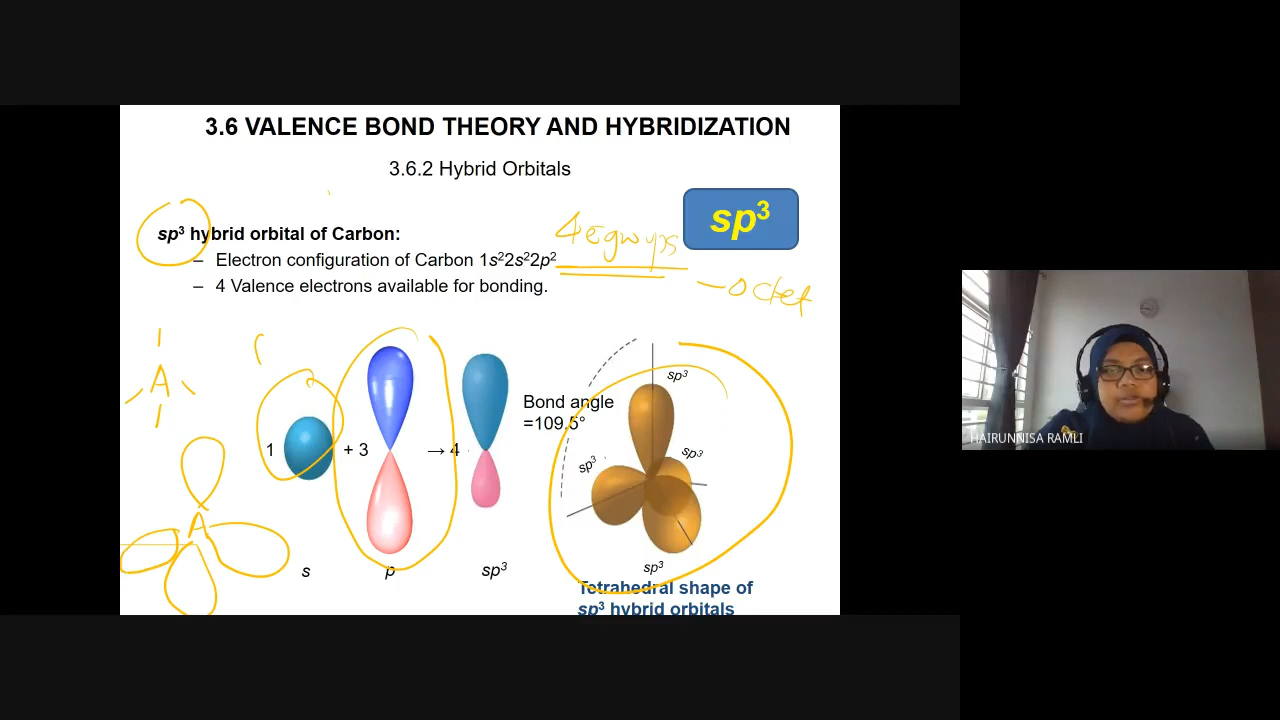 3.6 VALENCE BOND THEORY AND HYBRIDIZATION
3.6.2 Hybrid Orbitals
sp³
sp³ hybrid orbital of Carbon:
4 e⁻ groups
– Electron configuration of Carbon 1s²2s²2p²
– 4 Valence electrons available for bonding.
– octet
A
sp³
Bond angle
=109.5°
1 + 3 → 4
sp³
sp³
A
s
p
sp³
sp³
Tetrahedral shape of
sp³ hybrid orbitals
HAIRUNNISA RAMLI